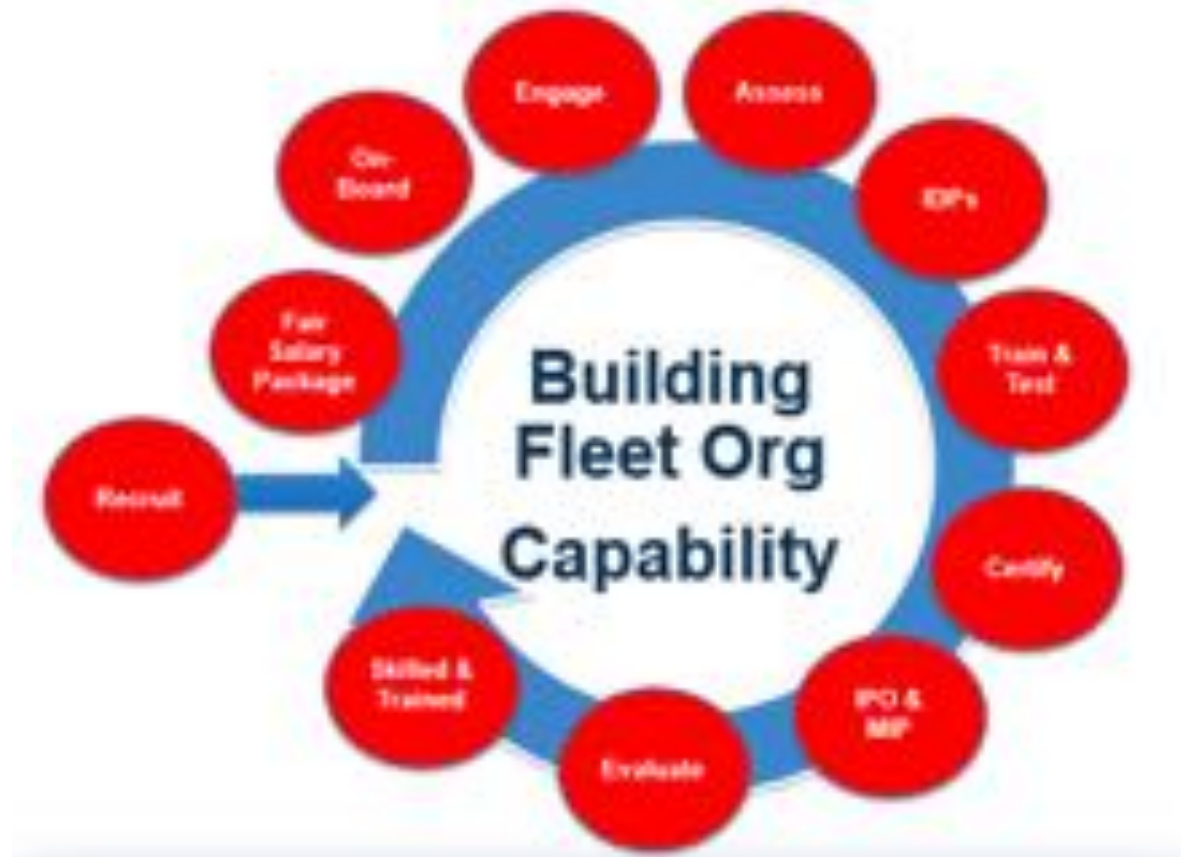 Engage
Assess
On-
Board
IDPs
Fair
Salary
Package
Train &
Test
Building
Fleet Org
Capability
Recruit
Certify
Skilled &
Trained
IPO &
MIP
Evaluate